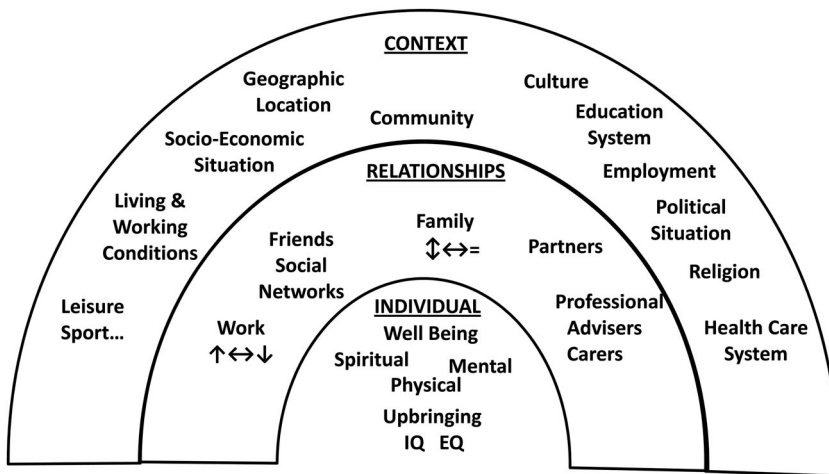 CONTEXT
Geographic
Location
Culture
Community
Education
System
Socio-Economic
Situation
Employment
Living &
Working
Conditions
Political
Situation
Religion
Leisure
Sport...
Health Care
System
RELATIONSHIPS
Family
↕↔=
Friends
Social
Networks
Partners
Work
↑↔↓
Professional
Advisers
Carers
INDIVIDUAL
Well Being
Spiritual
Mental
Physical
Upbringing
IQ EQ